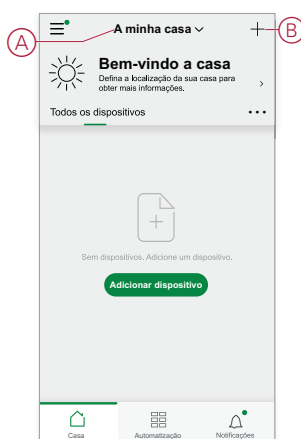 A
A minha casa
B
Bem-vindo a casa
Defina a localização da sua casa para
obter mais informações.
Todos os dispositivos
Sem dispositivos. Adicione um dispositivo.
Adicionar dispositivo
Casa
Automatização
Notificações